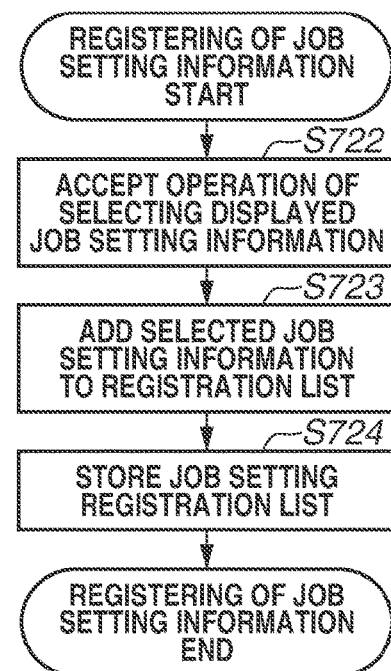 REGISTERING OF JOB
SETTING INFORMATION
START
S722
ACCEPT OPERATION OF
SELECTING DISPLAYED
JOB SETTING INFORMATION
S723
ADD SELECTED JOB
SETTING INFORMATION
TO REGISTRATION LIST
S724
STORE JOB SETTING
REGISTRATION LIST
REGISTERING OF JOB
SETTING INFORMATION
END